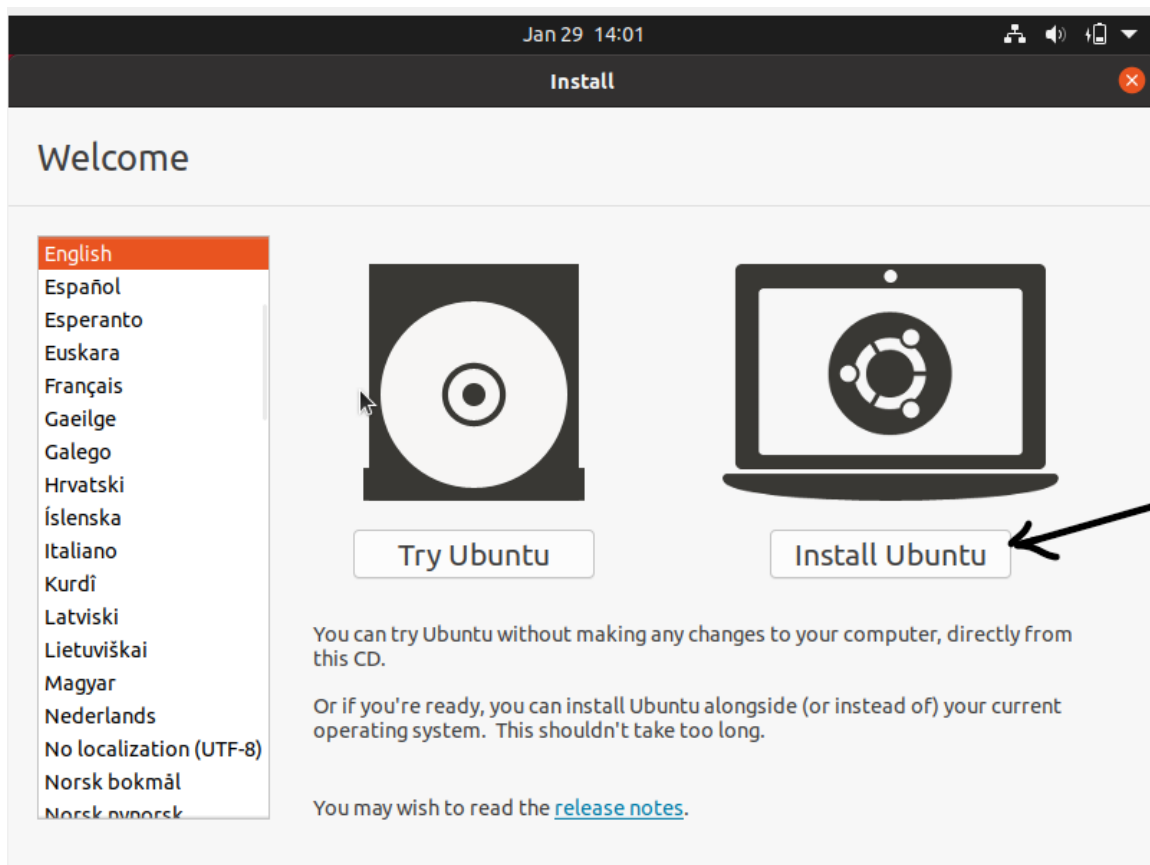 Jan 29 14:01
Install
Welcome
English
Español
Esperanto
Euskara
Français
Gaeilge
Galego
Hrvatski
Íslenska
Italiano
Kurdî
Latviski
Lietuviškai
Magyar
Nederlands
No localization (UTF-8)
Norsk bokmål
Norsk nynorsk
Try Ubuntu
Install Ubuntu
You can try Ubuntu without making any changes to your computer, directly from
this CD.
Or if you're ready, you can install Ubuntu alongside (or instead of) your current
operating system. This shouldn't take too long.
You may wish to read the release notes.